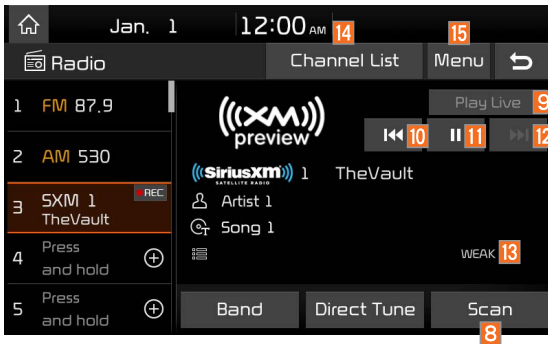 Jan. 1 12:00 AM
14 15
Radio Channel List Menu
1 FM 87.9
2 AM 530
3 SXM 1 REC
TheVault
4 Press
and hold
5 Press
and hold
((XM))
preview
Play Live 9
10 11 12
((SiriusXM))) 1 TheVault
SATELLITE RADIO
Artist 1
Song 1
WEAK 13
Band Direct Tune Scan
8